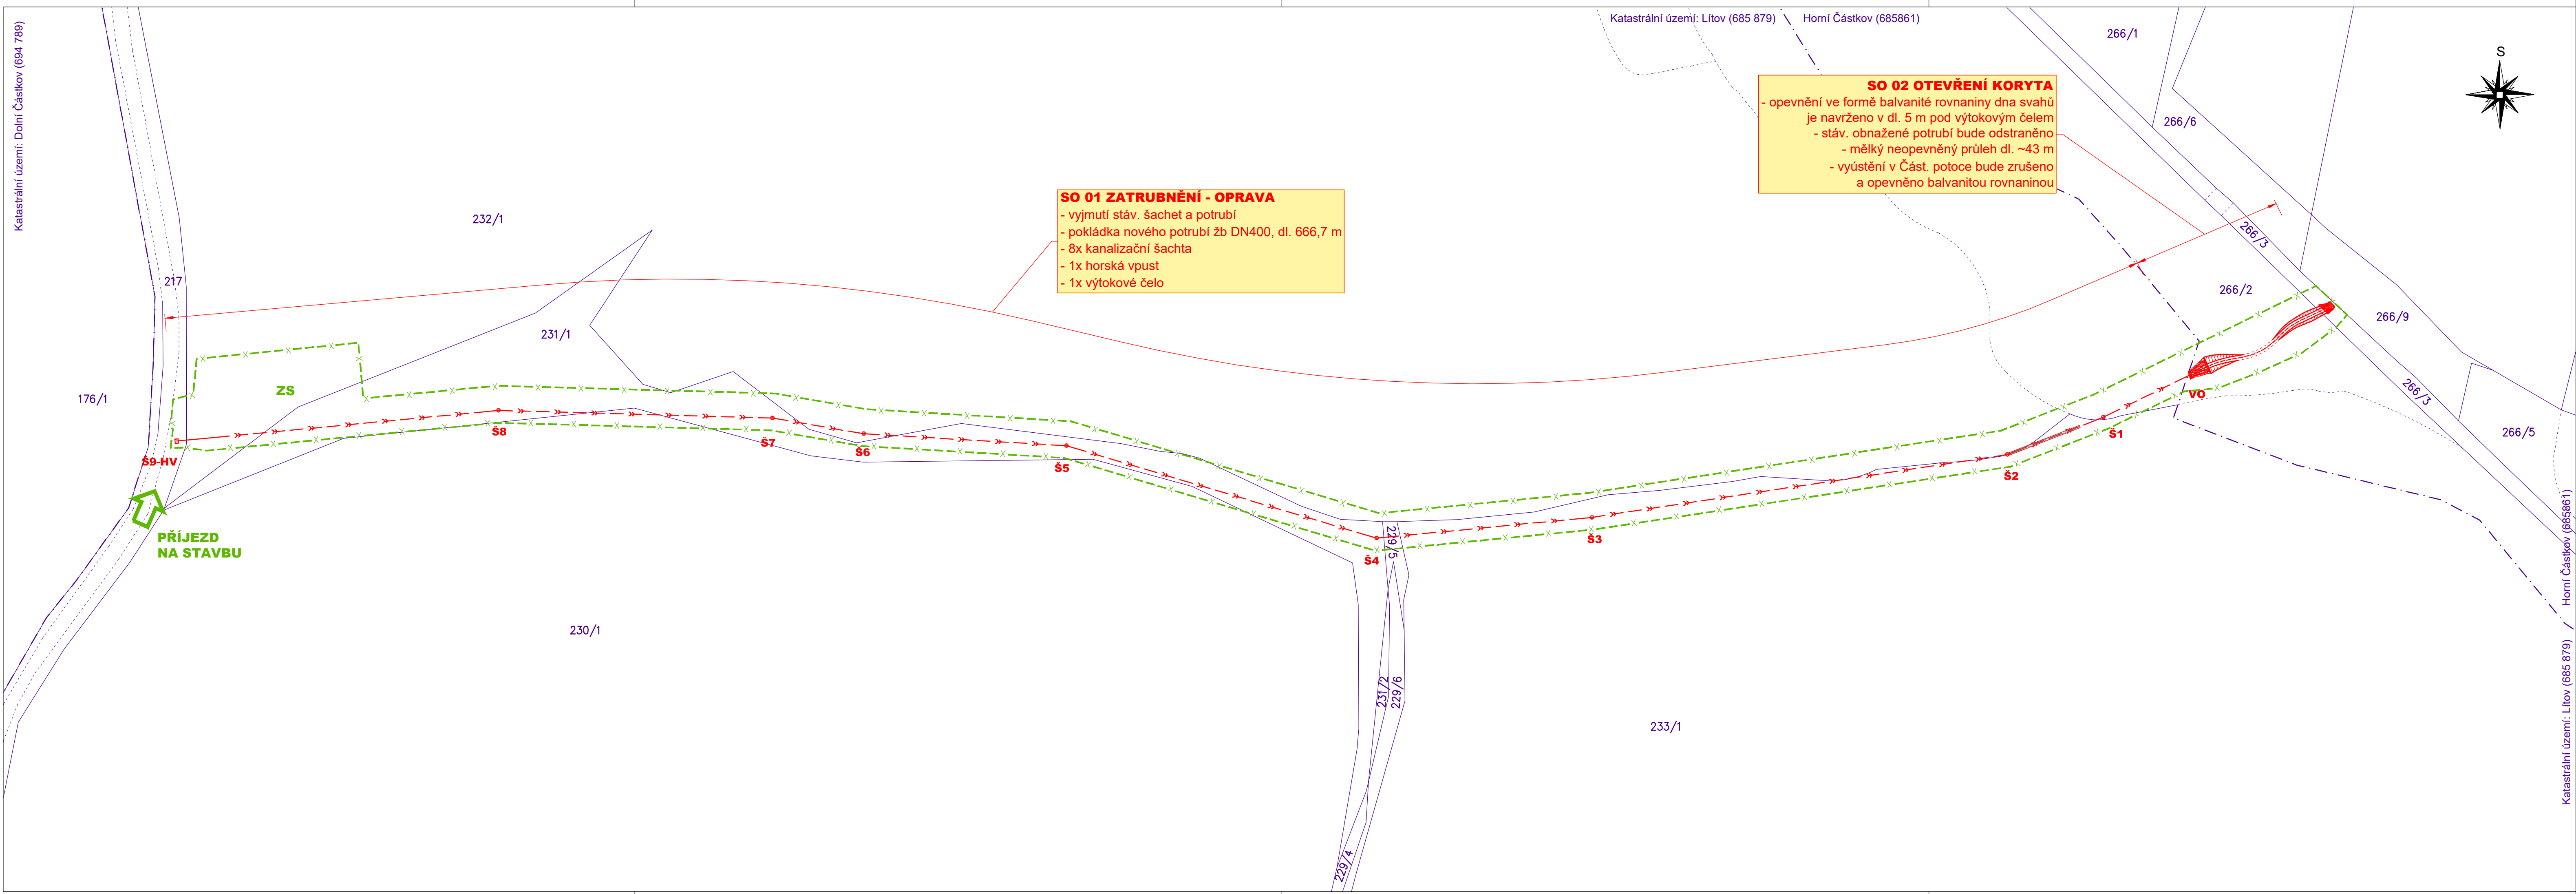 Katastrální území: Dolní Částkov (694 789)
Katastrální území: Lítov (685 879)
Horní Částkov (685861)
266/1
S
SO 02 OTEVŘENÍ KORYTA
- opevnění ve formě balvanité rovnaniny dna svahů
je navrženo v dl. 5 m pod výtokovým čelem
- stáv. obnažené potrubí bude odstraněno
- mělký neopevněný průleh dl. ~43 m
- vyústění v Část. potoce bude zrušeno
a opevněno balvanitou rovnaninou
266/6
SO 01 ZATRUBNĚNÍ - OPRAVA
- vyjmutí stáv. šachet a potrubí
- pokládka nového potrubí žb DN400, dl. 666,7 m
- 8x kanalizační šachta
- 1x horská vpust
- 1x výtokové čelo
232/1
266/3
217
266/2
266/9
231/1
ZS
176/1
266/3
VO
Š9-HV
Š8
Š7
Š6
Š5
Š4
Š3
Š2
Š1
266/5
PŘÍJEZD
NA STAVBU
229/5
230/1
231/2
229/6
233/1
229/4
Horní Částkov (685861)
Katastrální území: Lítov (685 879)